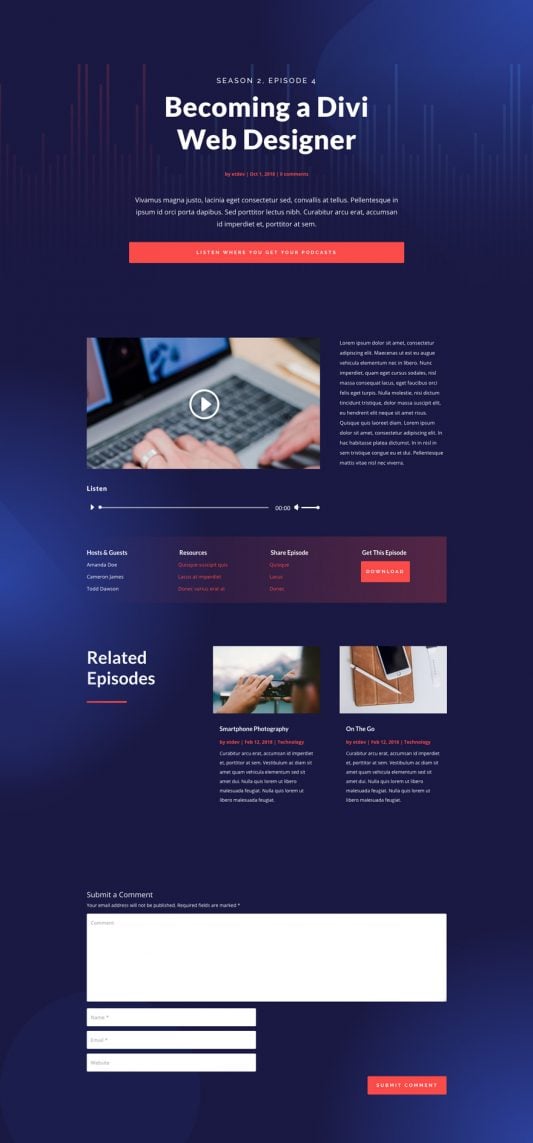 SEASON 2, EPISODE 4
Becoming a Divi
Web Designer
by etdev | Oct 1, 2018 | 0 comments
Vivamus magna justo, lacinia eget consectetur sed, convallis at tellus. Pellentesque in
ipsum id orci porta dapibus. Sed porttitor lectus nibh. Curabitur arcu erat, accumsan
id imperdiet et, porttitor at sem.
LISTEN WHERE YOU GET YOUR PODCASTS
Lorem ipsum dolor sit amet, consectetur
adipiscing elit. Maecenas ut est eu augue
vehicula elementum nec in libero. Nunc
imperdiet, quam eget cursus sodales, nisl
massa consequat lacus, eget faucibus orci
felis eget turpis. Nulla molestie, nisi dictum
tincidunt tristique, dolor massa suscipit elit,
eu hendrerit elit neque sit amet risus.
Quisque quis laoreet diam. Lorem ipsum
dolor sit amet, consectetur adipiscing elit. In
hac habitasse platea dictumst. In in nisl in
sem tristique congue eu et dui. Pellentesque
mattis vitae nisl nec viverra.
Listen
00:00
Hosts & Guests
Amanda Doe
Cameron James
Todd Dawson
Resources
Quisque suscipit quis
Lacus at imperdiet
Donec varius erat at
Share Episode
Quisque
Lacus
Donec
Get This Episode
DOWNLOAD
Related
Episodes
Smartphone Photography
by etdev | Feb 12, 2018 | Technology
Curabitur arcu erat, accumsan id imperdiet
et, porttitor at sem. Vestibulum ac diam sit
amet quam vehicula elementum sed sit
amet dui. Nulla quis lorem ut
libero malesuada feugiat.
On The Go
by etdev | Feb 12, 2018 | Technology
Curabitur arcu erat, accumsan id imperdiet
et, porttitor at sem. Vestibulum ac diam sit
amet quam vehicula elementum sed sit
amet dui. Nulla quis lorem ut libero
malesuada feugiat. Nulla quis lorem ut
libero malesuada feugiat.
Submit a Comment
Your email address will not be published. Required fields are marked *
Comment
Name *
Email *
Website
SUBMIT COMMENT